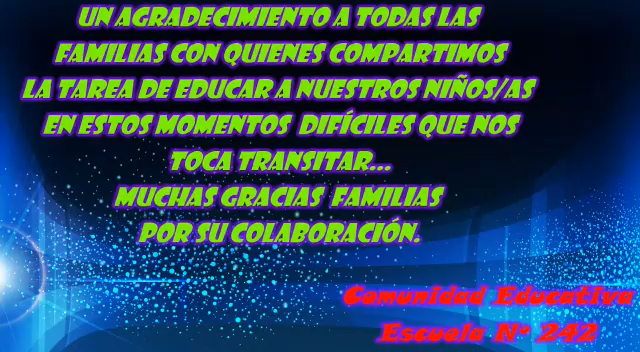 UN AGRADECIMIENTO A TODAS LAS
FAMILIAS CON QUIENES COMPARTIMOS
LA TAREA DE EDUCAR A NUESTROS NIÑOS/AS
EN ESTOS MOMENTOS DIFÍCILES QUE NOS
TOCA TRANSITAR...
MUCHAS GRACIAS FAMILIAS
POR SU COLABORACIÓN.
Comunidad Educativa
Escuela N° 242